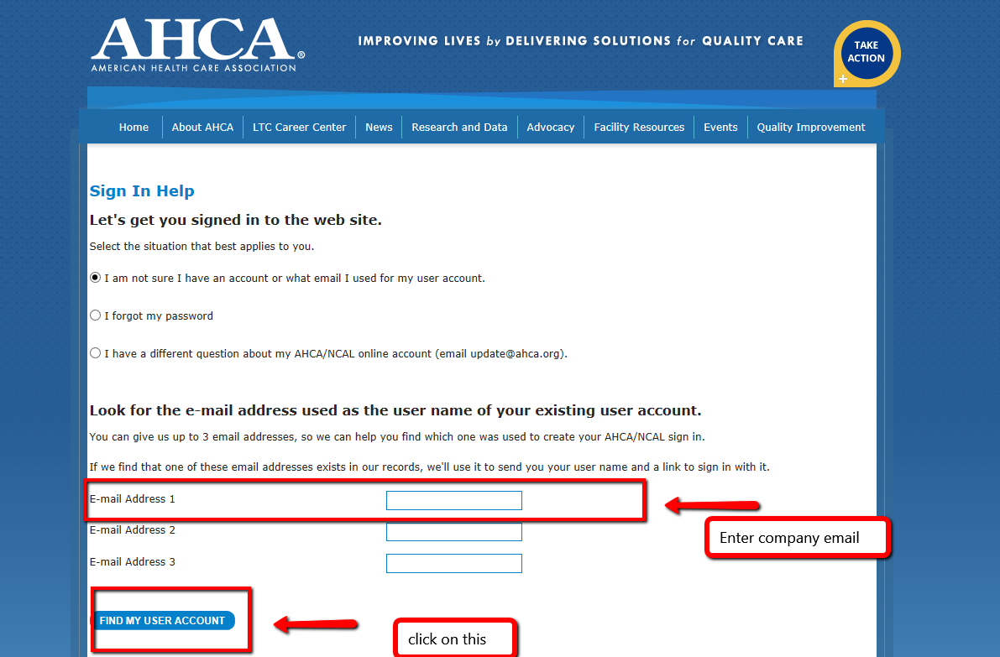 AHCA®
AMERICAN HEALTH CARE ASSOCIATION
IMPROVING LIVES by DELIVERING SOLUTIONS for QUALITY CARE
TAKE
ACTION
+
Home About AHCA LTC Career Center News Research and Data Advocacy Facility Resources Events Quality Improvement
Sign In Help
Let's get you signed in to the web site.
Select the situation that best applies to you.
I am not sure I have an account or what email I used for my user account.
I forgot my password
I have a different question about my AHCA/NCAL online account (email update@ahca.org).
Look for the e-mail address used as the user name of your existing user account.
You can give us up to 3 email addresses, so we can help you find which one was used to create your AHCA/NCAL sign in.
If we find that one of these email addresses exists in our records, we'll use it to send you your user name and a link to sign in with it.
E-mail Address 1
E-mail Address 2
Enter company email
E-mail Address 3
FIND MY USER ACCOUNT
click on this